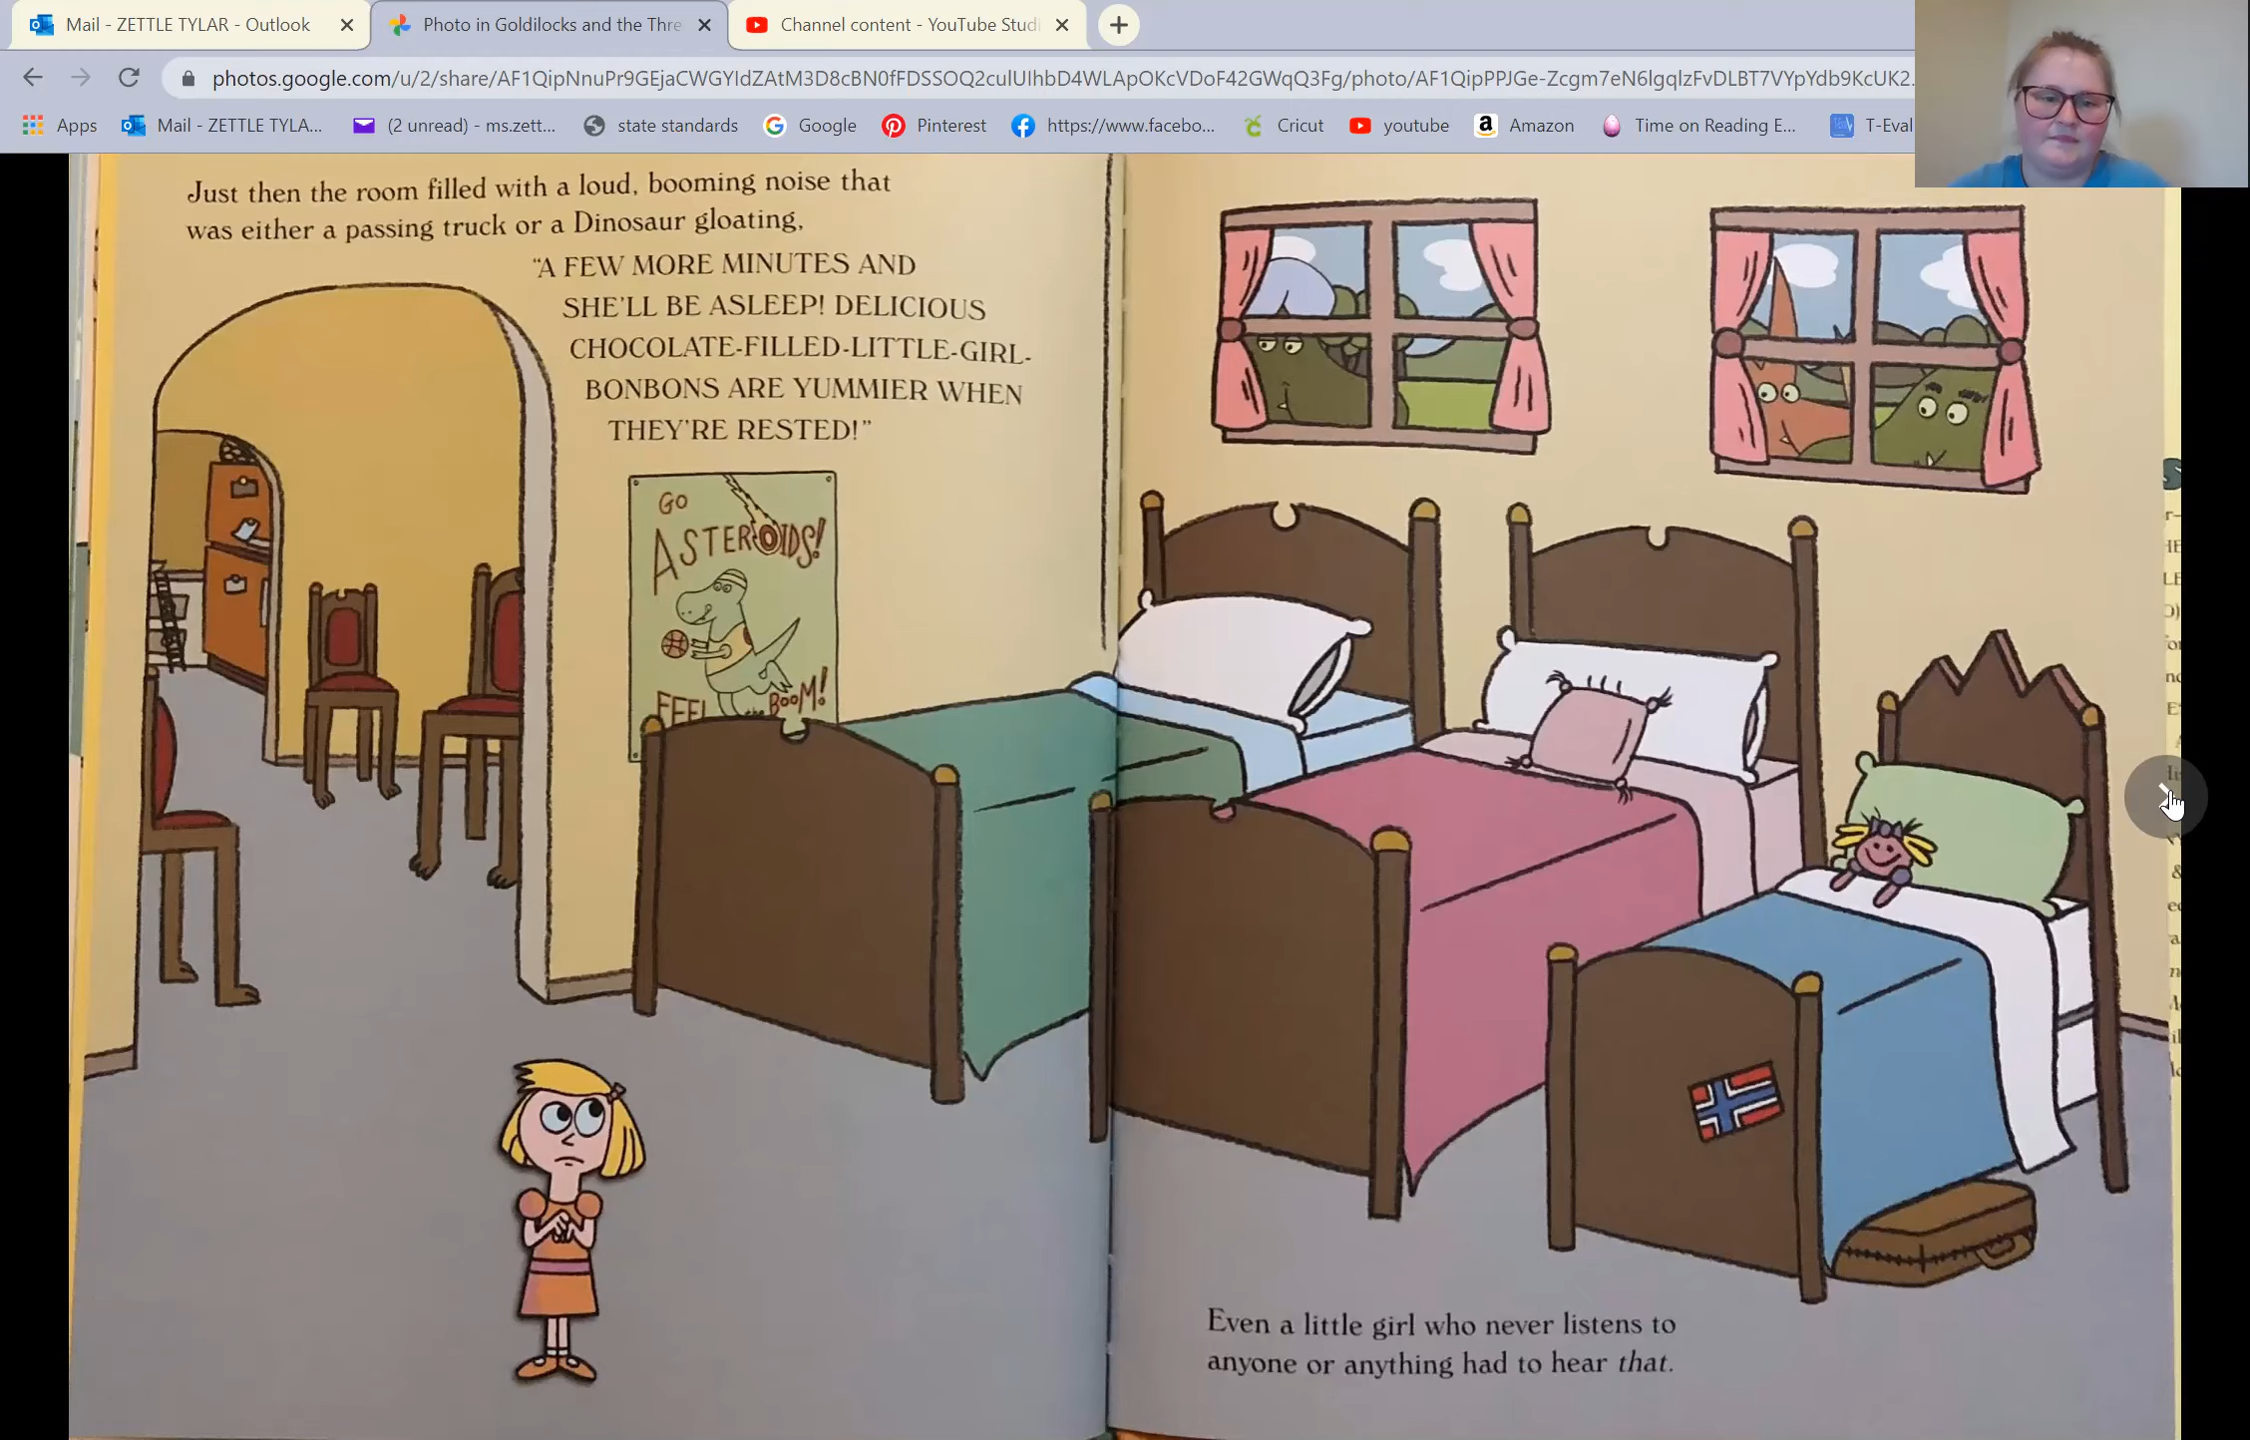 Mail - ZETTLE TYLAR - Outlook
Photo in Goldilocks and the Thre
Channel content - YouTube Studi
photos.google.com/u/2/share/AF1QipNnuPr9GEjaCWGYIdZAtM3D8cBN0fFDSSOQ2culUIhbD4WLApOKcVDoF42GWqQ3Fg/photo/AF1QipPPJGe-Zcgm7eN6lgqlzFvDLBT7VYpYdb9KcUK2...
Apps
Mail - ZETTLE TYLA...
(2 unread) - ms.zett...
state standards
Google
Pinterest
https://www.facebo...
Cricut
youtube
Amazon
Time on Reading E...
T-Eval
Just then the room filled with a loud, booming noise that
was either a passing truck or a Dinosaur gloating,
"A FEW MORE MINUTES AND
SHE'LL BE ASLEEP! DELICIOUS
CHOCOLATE-FILLED-LITTLE-GIRL-
BONBONS ARE YUMMIER WHEN
THEY'RE RESTED!"
GO
ASTEROIDS!
FEEL the BOOM!
Even a little girl who never listens to
anyone or anything had to hear that.